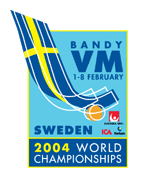 BANDY
VM
1-8 FEBRUARY
SWEDEN
ICA
2004 WORLD
CHAMPIONSHIPS